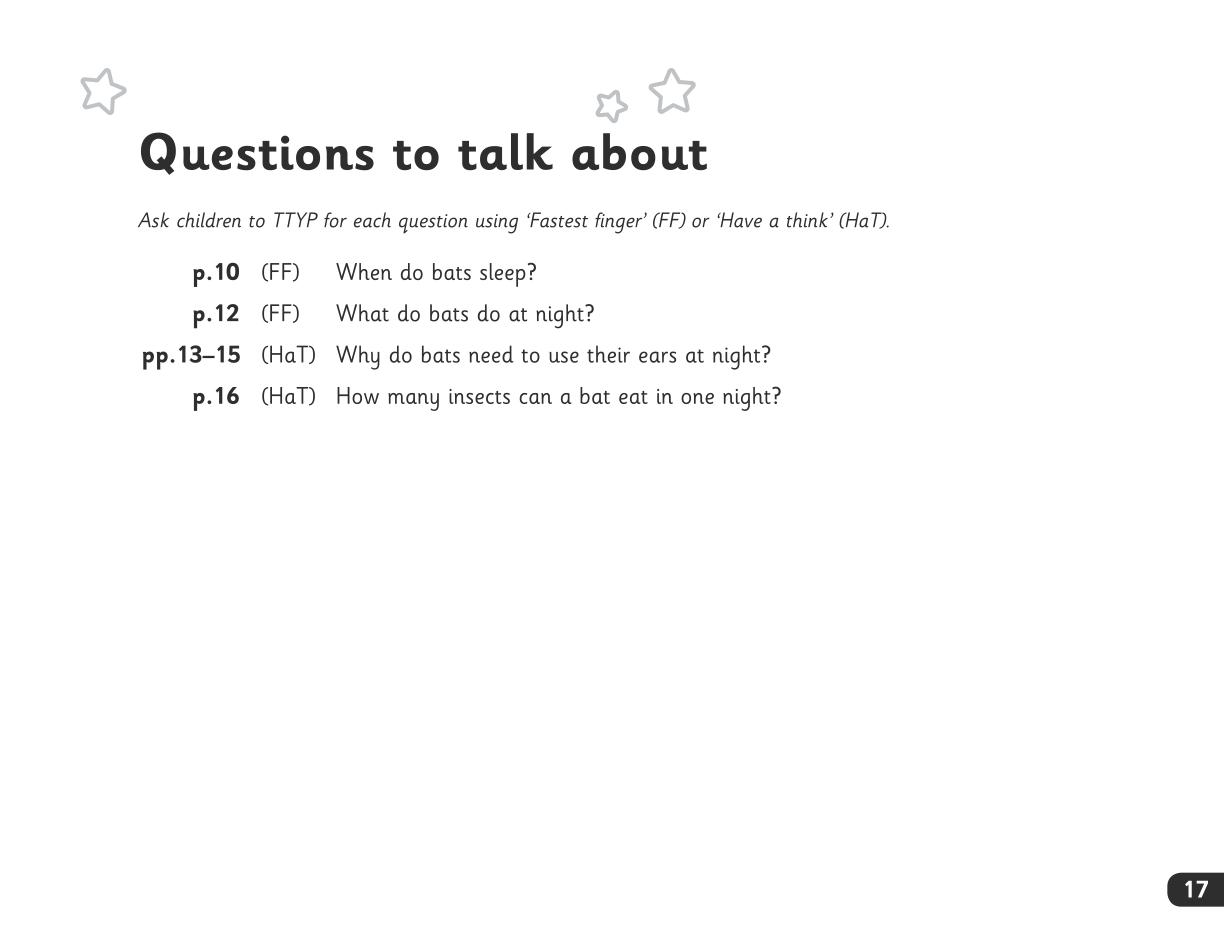 Questions to talk about
Ask children to TTYP for each question using ‘Fastest finger’ (FF) or ‘Have a think’ (HaT).
p.10 (FF) When do bats sleep?
p.12 (FF) What do bats do at night?
pp.13–15 (HaT) Why do bats need to use their ears at night?
p.16 (HaT) How many insects can a bat eat in one night?
17